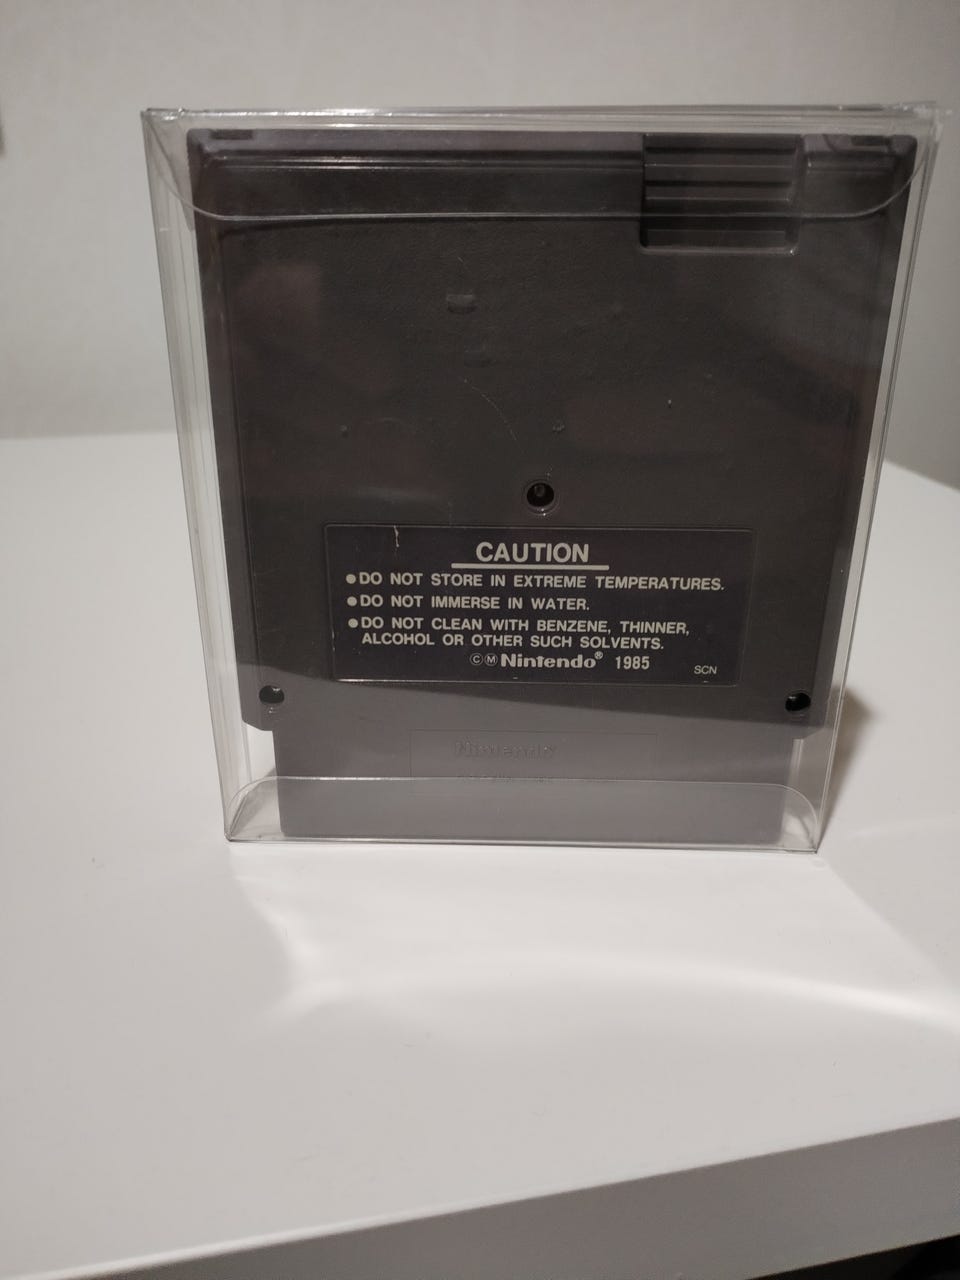 CAUTION
●DO NOT STORE IN EXTREME TEMPERATURES.
●DO NOT IMMERSE IN WATER.
●DO NOT CLEAN WITH BENZENE, THINNER,
ALCOHOL OR OTHER SUCH SOLVENTS.
ⒸⓂNintendo® 1985
SCN
Nintendo®